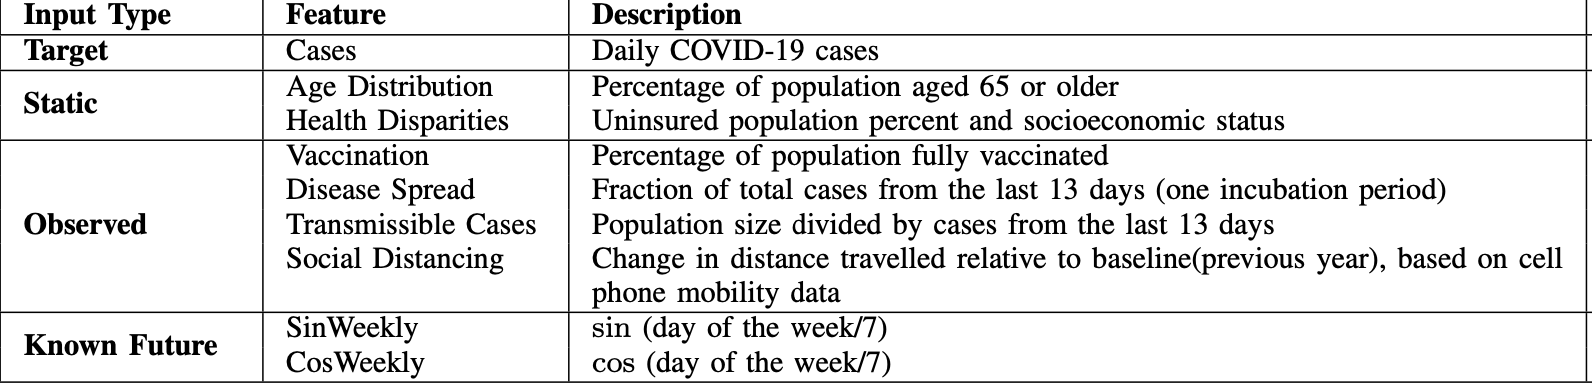 Input Type Feature Description
Target Cases Daily COVID-19 cases
Static Age Distribution Percentage of population aged 65 or older
Health Disparities Uninsured population percent and socioeconomic status
Observed Vaccination Percentage of population fully vaccinated
Disease Spread Fraction of total cases from the last 13 days (one incubation period)
Transmissible Cases Population size divided by cases from the last 13 days
Social Distancing Change in distance travelled relative to baseline(previous year), based on cell
phone mobility data
Known Future SinWeekly sin (day of the week/7)
CosWeekly cos (day of the week/7)